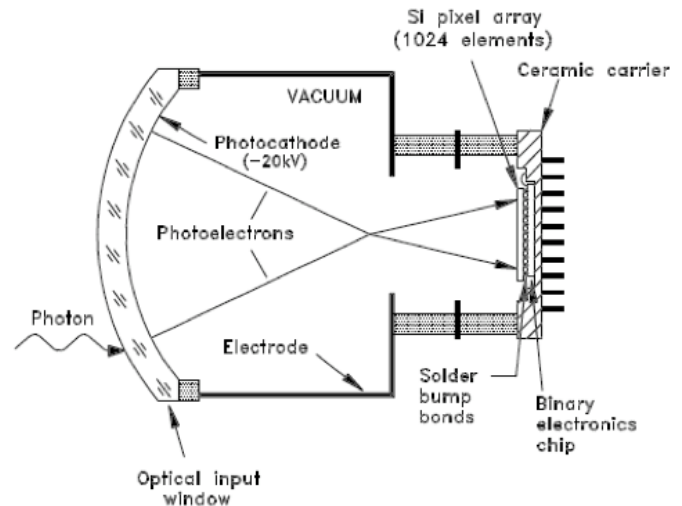 Si pixel array
(1024 elements)
Ceramic carrier
VACUUM
Photocathode
(-20kV)
Photoelectrons
Photon
Electrode
Solder
bump
bonds
Binary
electronics
chip
Optical input
window